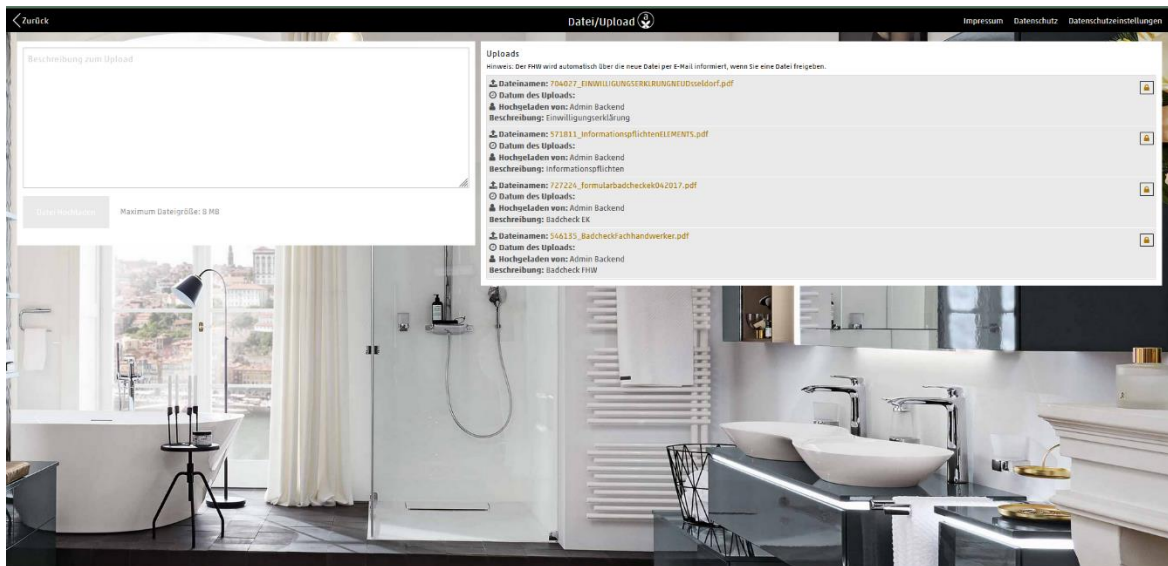 Zurück
Datei/Upload
Impressum Datenschutz Datenschutzeinstellungen
Beschreibung zum Upload
Datei Hochladen
Maximum Dateigröße: 8 MB
Uploads
Hinweis: Der FHW wird automatisch über die neue Datei per E-Mail informiert, wenn Sie eine Datei freigeben.
Dateinamen: 704027_EINWILLIGUNGSERKLRUNGNEUDsseldorf.pdf
Datum des Uploads:
Hochgeladen von: Admin Backend
Beschreibung: Einwilligungserklärung
Dateinamen: 571811_InformationspflichtenELEMENTS.pdf
Datum des Uploads:
Hochgeladen von: Admin Backend
Beschreibung: Informationspflichten
Dateinamen: 727224_formularbadcheckek042017.pdf
Datum des Uploads:
Hochgeladen von: Admin Backend
Beschreibung: Badcheck EK
Dateinamen: 546135_BadcheckFachhandwerker.pdf
Datum des Uploads:
Hochgeladen von: Admin Backend
Beschreibung: Badcheck FHW